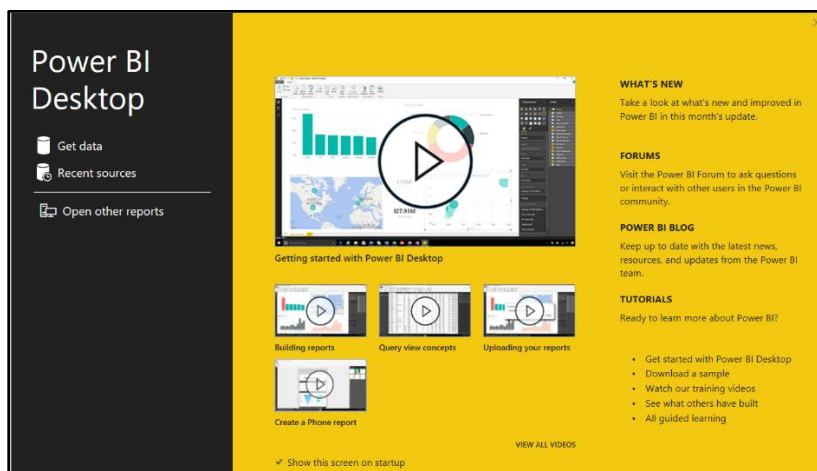 Power BI
Desktop
Get data
Recent sources
Open other reports
127.93M
Getting started with Power BI Desktop
Building reports
Query view concepts
Uploading your reports
Create a Phone report
VIEW ALL VIDEOS
✓ Show this screen on startup
WHAT'S NEW
Take a look at what's new and improved in
Power BI in this month's update.
FORUMS
Visit the Power BI Forum to ask questions
or interact with other users in the Power BI
community.
POWER BI BLOG
Keep up to date with the latest news,
resources, and updates from the Power BI
team.
TUTORIALS
Ready to learn more about Power BI?
• Get started with Power BI Desktop
• Download a sample
• Watch our training videos
• See what others have built
• All guided learning